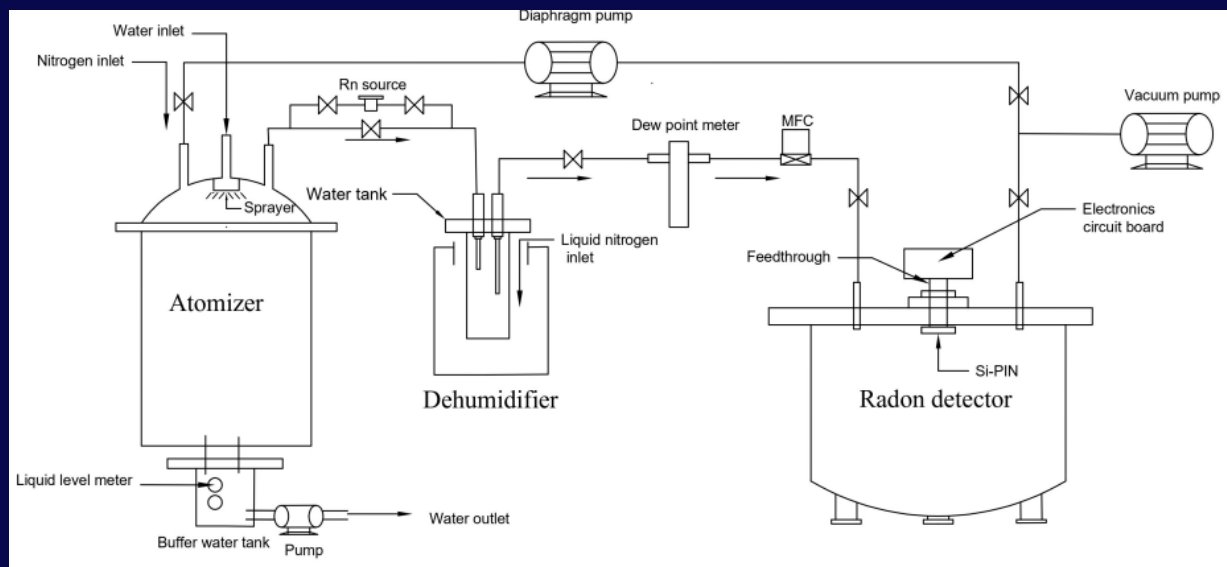 Diaphragm pump
Water inlet
Nitrogen inlet
Rn source
Vacuum pump
MFC
Dew point meter
Water tank
Sprayer
Electronics
circuit board
Liquid nitrogen
inlet
Feedthrough
Atomizer
Si-PIN
Dehumidifier
Radon detector
Liquid level meter
Water outlet
Buffer water tank
Pump